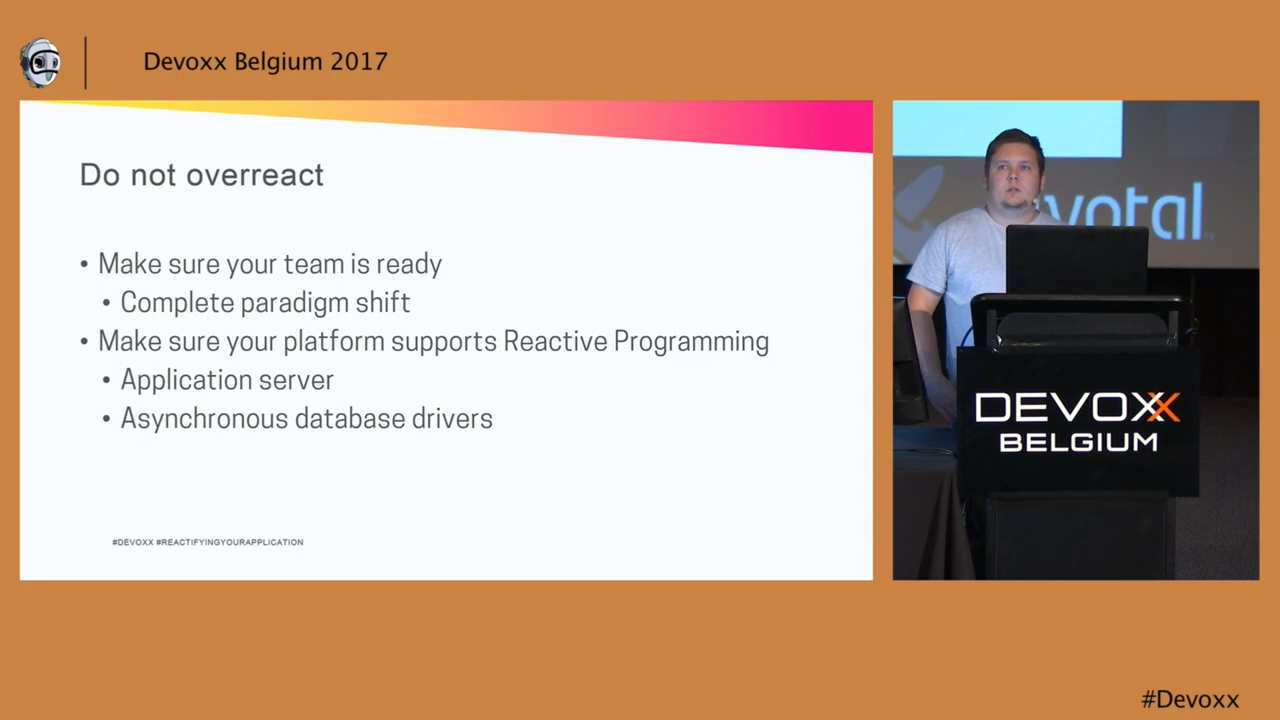 Devoxx Belgium 2017
Do not overreact
• Make sure your team is ready
• Complete paradigm shift
• Make sure your platform supports Reactive Programming
• Application server
• Asynchronous database drivers
#DEVOXX #REACTIFYINGYOURAPPLICATION
DEVOXX
BELGIUM
#Devoxx